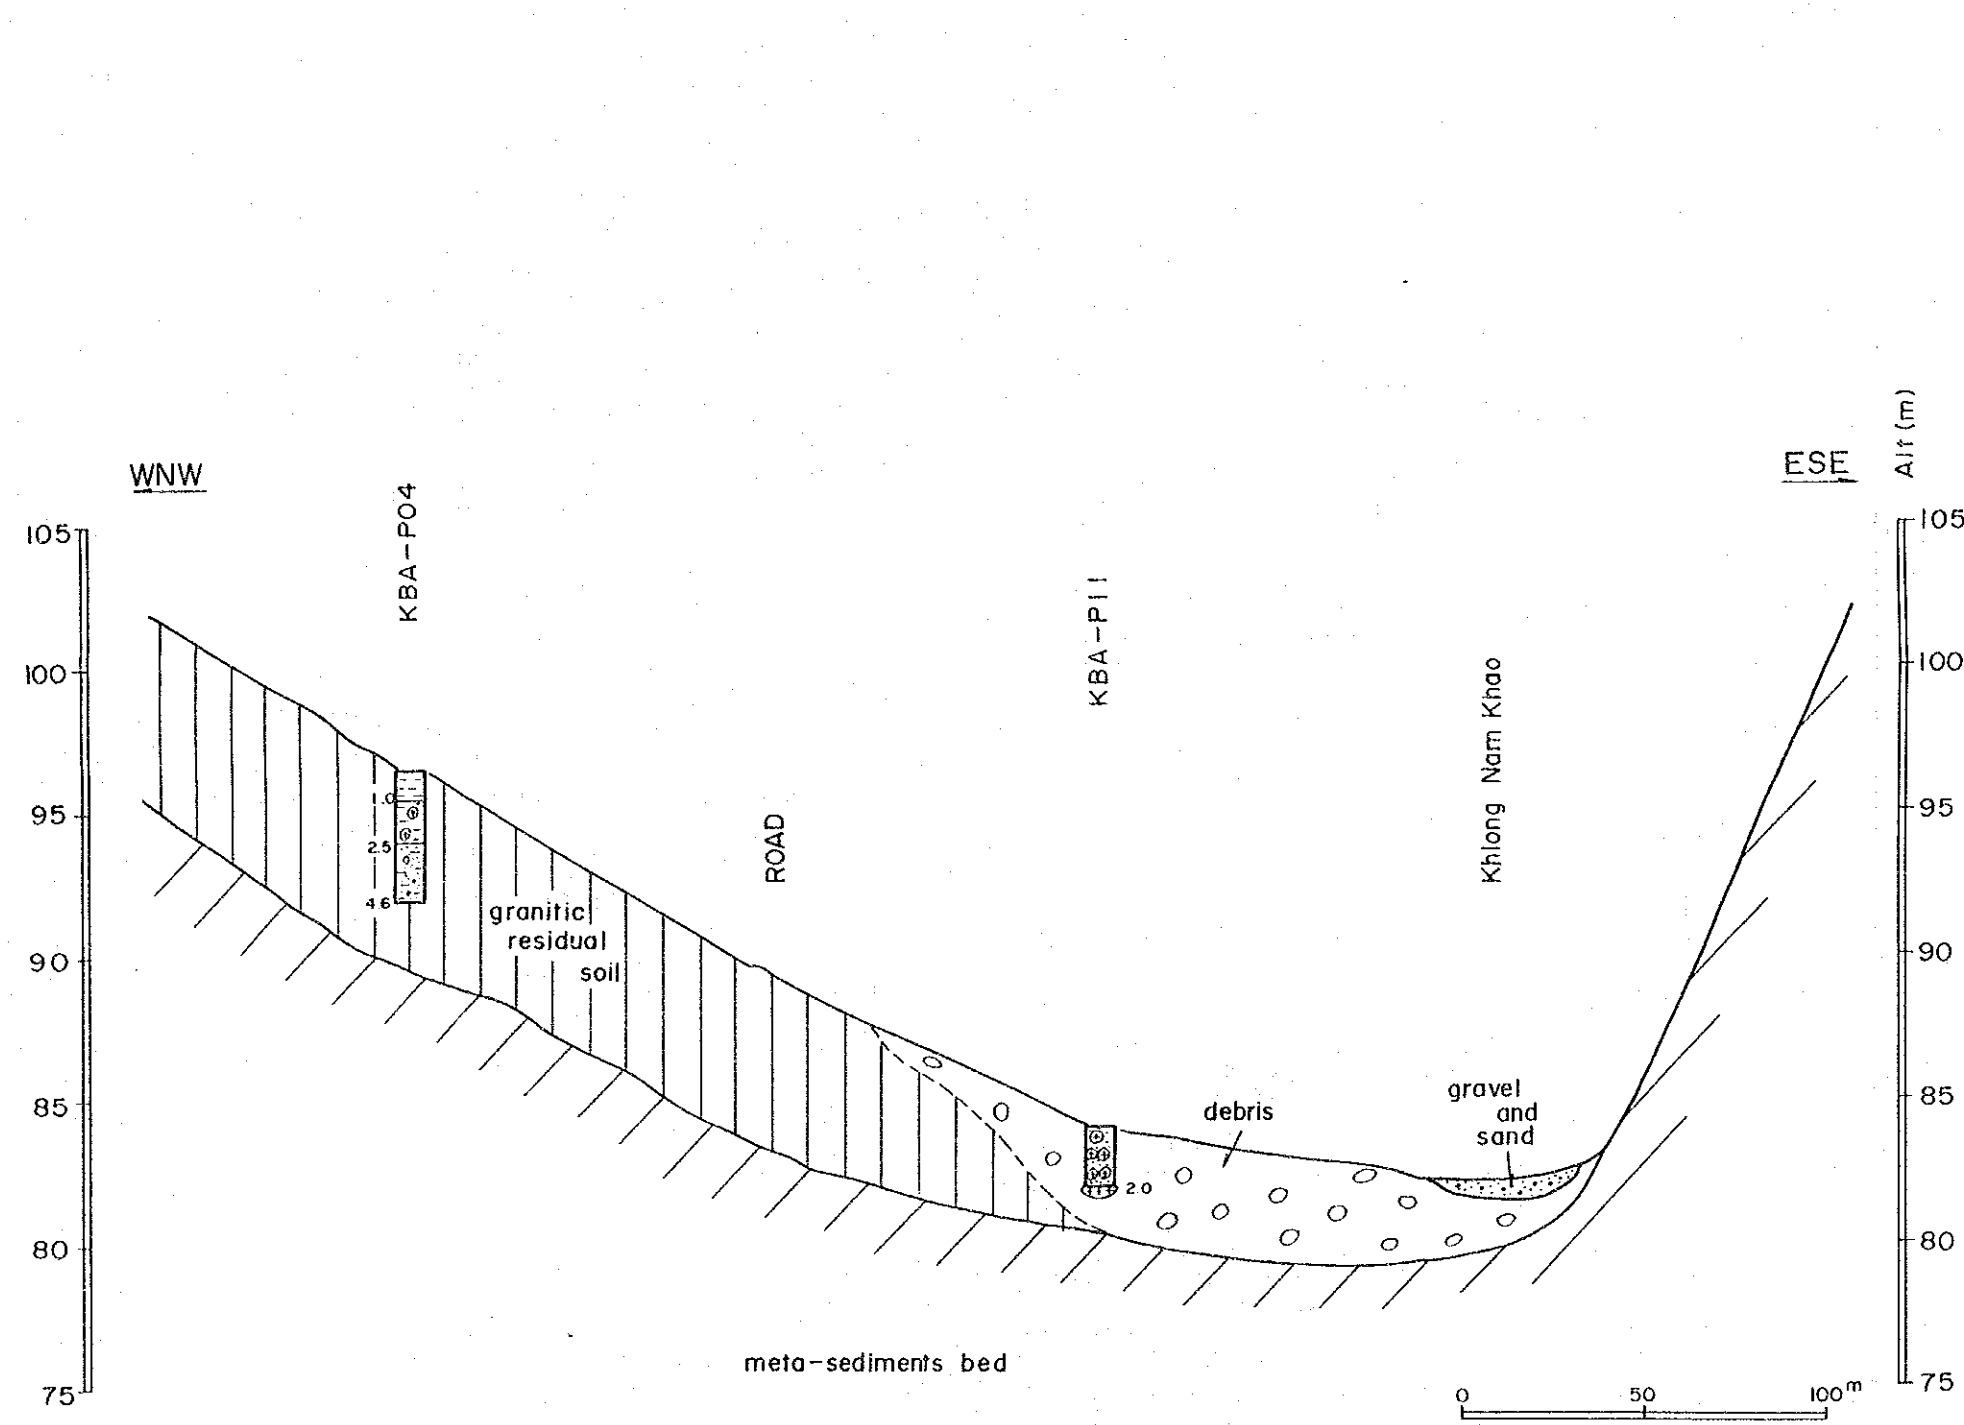 WNW
ESE
Alt (m)
KBA-P04
KBA-P11
Khlong Nam Khao
ROAD
105
100
95
90
85
80
75
105
100
95
90
85
80
75
.0
2.5
4.6
granitic
residual
soil
2.0
debris
gravel
and
sand
meta-sediments bed
0 50 100m